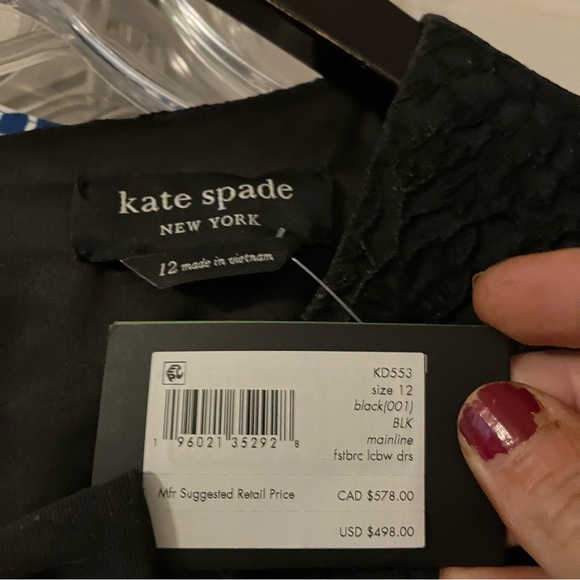 kate spade
NEW YORK
12 made in vietnam
KD553
size 12
black(001)
BLK
mainline
fstbrc lcbw drs
1 96021 35292 8
Mfr Suggested Retail Price
CAD $578.00
USD $498.00